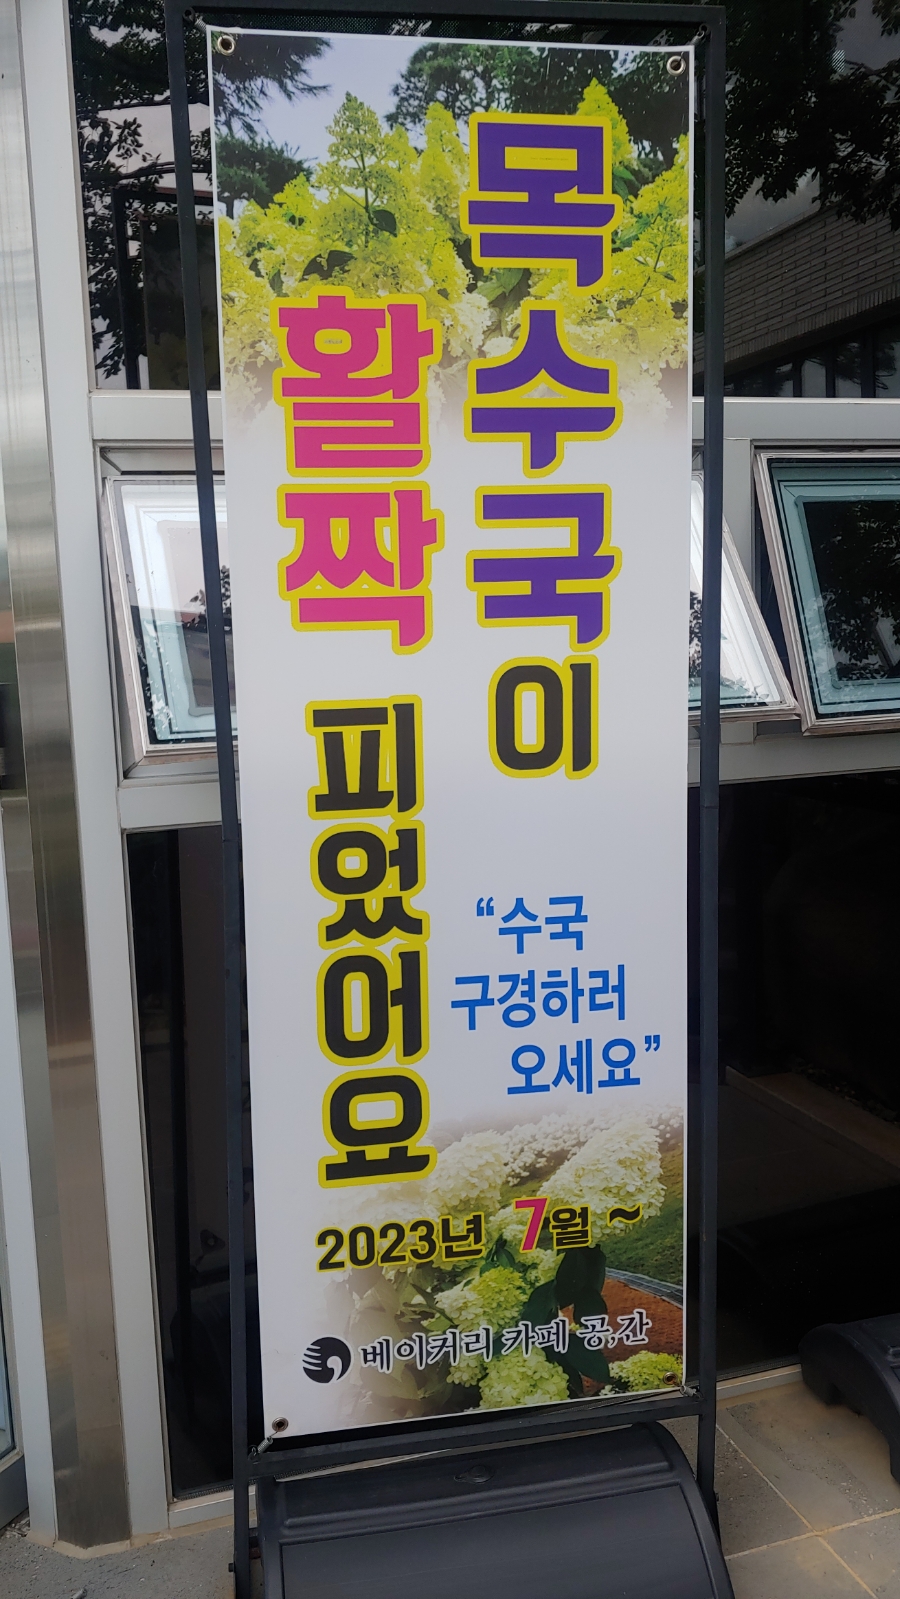 목수국이
활짝 피었어요
“수국
구경하러
오세요”
2023년 7월 ~
베이커리 카페 공,간